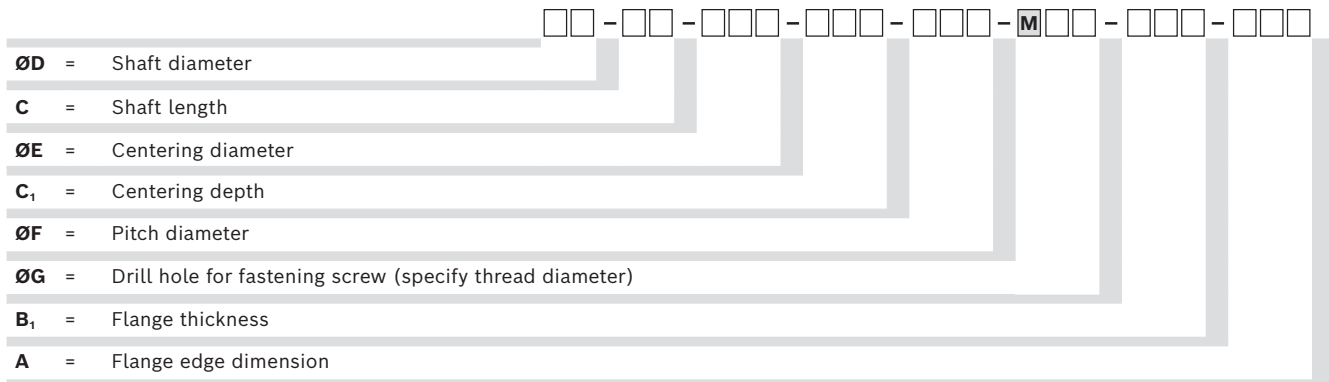 □□ – □□ – □□□ – □□□ – □□□ – M□□ – □□□ – □□□
ØD = Shaft diameter
C = Shaft length
ØE = Centering diameter
C₁ = Centering depth
ØF = Pitch diameter
ØG = Drill hole for fastening screw (specify thread diameter)
B₁ = Flange thickness
A = Flange edge dimension